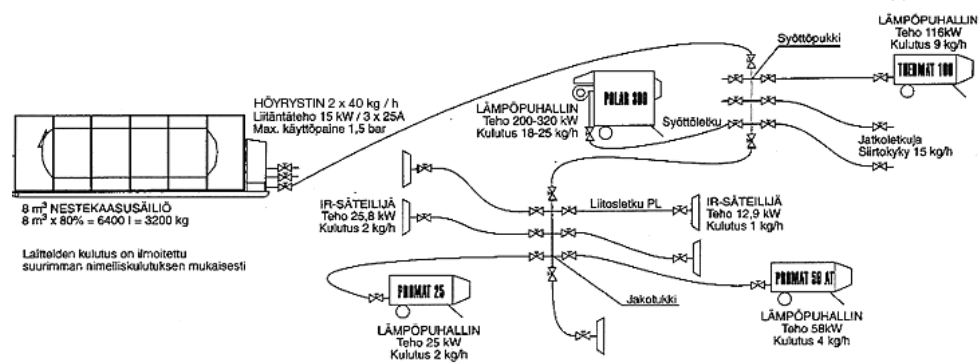 LÄMPÖPUHALLIN
Teho 116kW
Kulutus 9 kg/h
THERMAT 100
Syöttöpukki
HÖYRYSTIN 2 x 40 kg / h
Liitäntäteho 15 kW / 3 x 25A
Max. käyttöpaine 1,5 bar
POLAR 300
LÄMPÖPUHALLIN
Teho 200-320 kW
Kulutus 18-25 kg/h
Syöttöletku
Jatkoletkuja
Siirtokyky 15 kg/h
8 m³ NESTEKAASUSÄILIÖ
8 m³ x 80% = 6400 l = 3200 kg
Laitteiden kulutus on ilmoitettu
suurimman nimelliskulutuksen mukaisesti
IR-SÄTEILIJÄ
Teho 25,8 kW
Kulutus 2 kg/h
Liitosletku PL
IR-SÄTEILIJÄ
Teho 12,9 kW
Kulutus 1 kg/h
PROMAT 25
LÄMPÖPUHALLIN
Teho 25 kW
Kulutus 2 kg/h
Jakotukki
PROMAT 58 AT
LÄMPÖPUHALLIN
Teho 58kW
Kulutus 4 kg/h